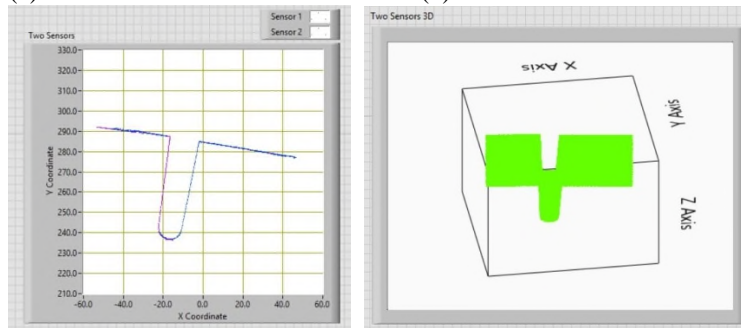 Sensor 1
Sensor 2
Two Sensors
330.0-
320.0-
310.0-
300.0-
290.0-
280.0-
270.0-
260.0-
250.0-
240.0-
230.0-
220.0-
210.0-
Y Coordinate
-60.0 -40.0 -20.0 0.0 20.0 40.0 60.0
X Coordinate
Two Sensors 3D
X Axis
Y Axis
Z Axis